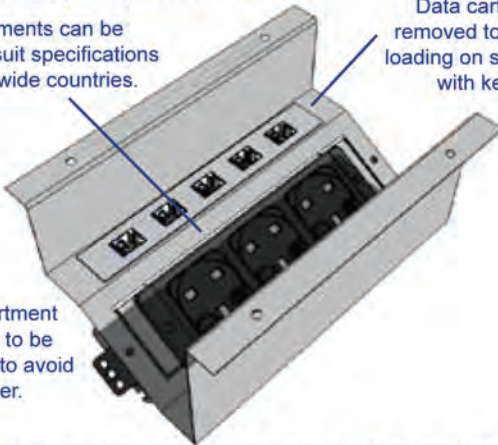 ments can be
suit specifications
wide countries.
Data cart
removed to
loading on s
with ke
rtment
to be
to avoid
er.